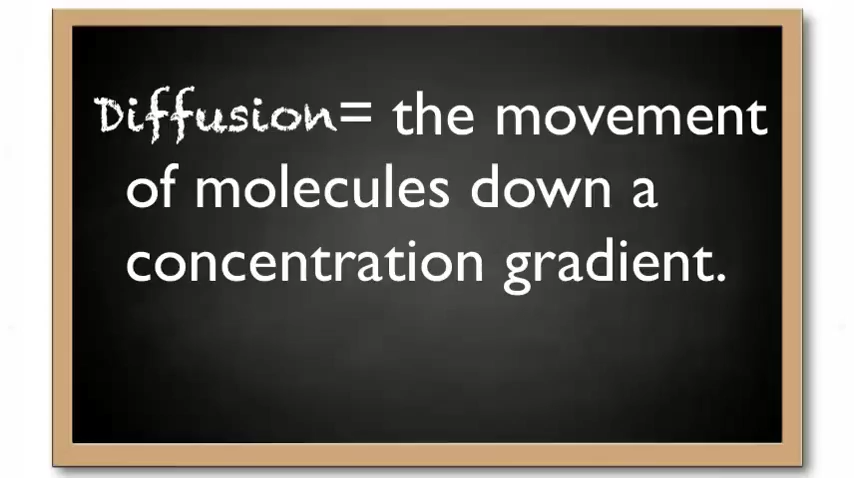 Diffusion= the movement
of molecules down a
concentration gradient.